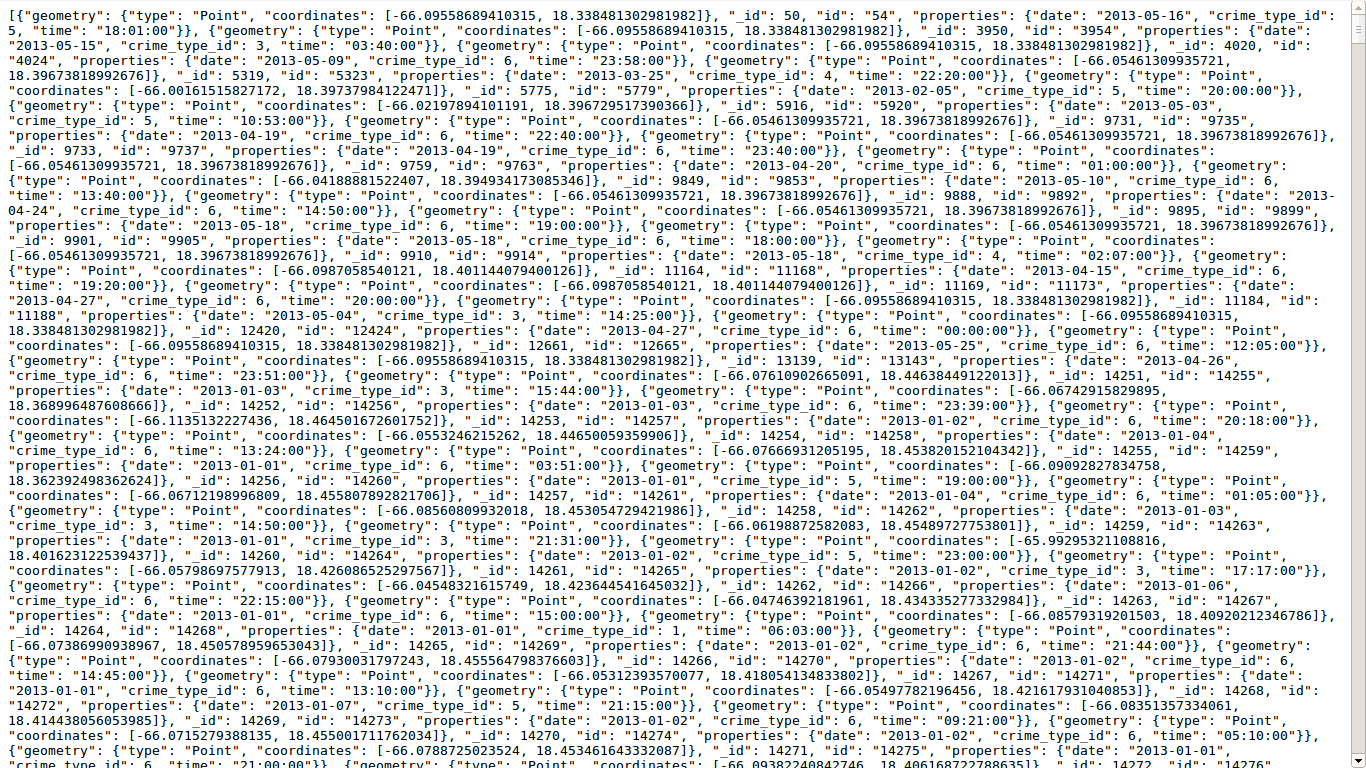 [{"geometry": {"type": "Point", "coordinates": [-66.09558689410315, 18.338481302981982]}, "_id": 50, "id": "54", "properties": {"date": "2013-05-16", "crime_type_id":
5, "time": "18:01:00"}}, {"geometry": {"type": "Point", "coordinates": [-66.09558689410315, 18.338481302981982]}, "_id": 3950, "id": "3954", "properties": {"date":
"2013-05-15", "crime_type_id": 3, "time": "03:40:00"}}, {"geometry": {"type": "Point", "coordinates": [-66.09558689410315, 18.338481302981982]}, "_id": 4020, "id":
"4024", "properties": {"date": "2013-05-09", "crime_type_id": 6, "time": "23:58:00"}}, {"geometry": {"type": "Point", "coordinates": [-66.05461309935721,
18.39673818992676]}, "_id": 5319, "id": "5323", "properties": {"date": "2013-03-25", "crime_type_id": 4, "time": "22:20:00"}}, {"geometry": {"type": "Point",
"coordinates": [-66.00161515827172, 18.39737984122471]}, "_id": 5775, "id": "5779", "properties": {"date": "2013-02-05", "crime_type_id": 5, "time": "20:00:00"}},
{"geometry": {"type": "Point", "coordinates": [-66.02197894101191, 18.396729517390366]}, "_id": 5916, "id": "5920", "properties": {"date": "2013-05-03",
"crime_type_id": 5, "time": "10:53:00"}}, {"geometry": {"type": "Point", "coordinates": [-66.05461309935721, 18.39673818992676]}, "_id": 9731, "id": "9735",
"properties": {"date": "2013-04-19", "crime_type_id": 6, "time": "22:40:00"}}, {"geometry": {"type": "Point", "coordinates": [-66.05461309935721, 18.39673818992676]},
"_id": 9733, "id": "9737", "properties": {"date": "2013-04-19", "crime_type_id": 6, "time": "23:40:00"}}, {"geometry": {"type": "Point", "coordinates":
[-66.05461309935721, 18.39673818992676]}, "_id": 9759, "id": "9763", "properties": {"date": "2013-04-20", "crime_type_id": 6, "time": "01:00:00"}}, {"geometry":
{"type": "Point", "coordinates": [-66.04188881522407, 18.394934173085346]}, "_id": 9849, "id": "9853", "properties": {"date": "2013-05-10", "crime_type_id": 6,
"time": "13:40:00"}}, {"geometry": {"type": "Point", "coordinates": [-66.05461309935721, 18.39673818992676]}, "_id": 9888, "id": "9892", "properties": {"date": "2013-
04-24", "crime_type_id": 6, "time": "14:50:00"}}, {"geometry": {"type": "Point", "coordinates": [-66.05461309935721, 18.39673818992676]}, "_id": 9895, "id": "9899",
"properties": {"date": "2013-05-18", "crime_type_id": 6, "time": "19:00:00"}}, {"geometry": {"type": "Point", "coordinates": [-66.05461309935721, 18.39673818992676]},
"_id": 9901, "id": "9905", "properties": {"date": "2013-05-18", "crime_type_id": 6, "time": "18:00:00"}}, {"geometry": {"type": "Point", "coordinates":
[-66.05461309935721, 18.39673818992676]}, "_id": 9910, "id": "9914", "properties": {"date": "2013-05-18", "crime_type_id": 4, "time": "02:07:00"}}, {"geometry":
{"type": "Point", "coordinates": [-66.0987058540121, 18.401144079400126]}, "_id": 11164, "id": "11168", "properties": {"date": "2013-04-15", "crime_type_id": 6,
"time": "19:20:00"}}, {"geometry": {"type": "Point", "coordinates": [-66.0987058540121, 18.401144079400126]}, "_id": 11169, "id": "11173", "properties": {"date":
"2013-04-27", "crime_type_id": 6, "time": "20:00:00"}}, {"geometry": {"type": "Point", "coordinates": [-66.09558689410315, 18.338481302981982]}, "_id": 11184, "id":
"11188", "properties": {"date": "2013-05-04", "crime_type_id": 3, "time": "14:25:00"}}, {"geometry": {"type": "Point", "coordinates": [-66.09558689410315,
18.338481302981982]}, "_id": 12420, "id": "12424", "properties": {"date": "2013-04-27", "crime_type_id": 6, "time": "00:00:00"}}, {"geometry": {"type": "Point",
"coordinates": [-66.09558689410315, 18.338481302981982]}, "_id": 12661, "id": "12665", "properties": {"date": "2013-05-25", "crime_type_id": 6, "time": "12:05:00"}},
{"geometry": {"type": "Point", "coordinates": [-66.09558689410315, 18.338481302981982]}, "_id": 13139, "id": "13143", "properties": {"date": "2013-04-26",
"crime_type_id": 6, "time": "23:51:00"}}, {"geometry": {"type": "Point", "coordinates": [-66.07610902665091, 18.44638449122013]}, "_id": 14251, "id": "14255",
"properties": {"date": "2013-01-03", "crime_type_id": 3, "time": "15:44:00"}}, {"geometry": {"type": "Point", "coordinates": [-66.06742915829895,
18.368996487608666]}, "_id": 14252, "id": "14256", "properties": {"date": "2013-01-03", "crime_type_id": 6, "time": "23:39:00"}}, {"geometry": {"type": "Point",
"coordinates": [-66.1135132227436, 18.464501672601752]}, "_id": 14253, "id": "14257", "properties": {"date": "2013-01-02", "crime_type_id": 6, "time": "20:18:00"}},
{"geometry": {"type": "Point", "coordinates": [-66.0553246215262, 18.44650059359906]}, "_id": 14254, "id": "14258", "properties": {"date": "2013-01-04",
"crime_type_id": 6, "time": "13:24:00"}}, {"geometry": {"type": "Point", "coordinates": [-66.07666931205195, 18.453820152104342]}, "_id": 14255, "id": "14259",
"properties": {"date": "2013-01-01", "crime_type_id": 6, "time": "03:51:00"}}, {"geometry": {"type": "Point", "coordinates": [-66.09092827834758,
18.362392498362624]}, "_id": 14256, "id": "14260", "properties": {"date": "2013-01-01", "crime_type_id": 5, "time": "19:00:00"}}, {"geometry": {"type": "Point",
"coordinates": [-66.06712198996809, 18.455807892821706]}, "_id": 14257, "id": "14261", "properties": {"date": "2013-01-04", "crime_type_id": 6, "time": "01:05:00"}},
{"geometry": {"type": "Point", "coordinates": [-66.08560809932018, 18.453054729421986]}, "_id": 14258, "id": "14262", "properties": {"date": "2013-01-03",
"crime_type_id": 3, "time": "14:50:00"}}, {"geometry": {"type": "Point", "coordinates": [-66.06198872582083, 18.45489727753801]}, "_id": 14259, "id": "14263",
"properties": {"date": "2013-01-01", "crime_type_id": 3, "time": "21:31:00"}}, {"geometry": {"type": "Point", "coordinates": [-65.99295321108816,
18.401623122539437]}, "_id": 14260, "id": "14264", "properties": {"date": "2013-01-02", "crime_type_id": 5, "time": "23:00:00"}}, {"geometry": {"type": "Point",
"coordinates": [-66.05798697577913, 18.426086525297567]}, "_id": 14261, "id": "14265", "properties": {"date": "2013-01-02", "crime_type_id": 3, "time": "17:17:00"}},
{"geometry": {"type": "Point", "coordinates": [-66.04548321615749, 18.423644541645032]}, "_id": 14262, "id": "14266", "properties": {"date": "2013-01-06",
"crime_type_id": 6, "time": "22:15:00"}}, {"geometry": {"type": "Point", "coordinates": [-66.04746392181961, 18.434335277332984]}, "_id": 14263, "id": "14267",
"properties": {"date": "2013-01-01", "crime_type_id": 6, "time": "15:00:00"}}, {"geometry": {"type": "Point", "coordinates": [-66.08579319201503, 18.40920212346786]},
"_id": 14264, "id": "14268", "properties": {"date": "2013-01-01", "crime_type_id": 1, "time": "06:03:00"}}, {"geometry": {"type": "Point", "coordinates":
[-66.07386990938967, 18.450578959653043]}, "_id": 14265, "id": "14269", "properties": {"date": "2013-01-02", "crime_type_id": 6, "time": "21:44:00"}}, {"geometry":
{"type": "Point", "coordinates": [-66.07930031797243, 18.455564798376603]}, "_id": 14266, "id": "14270", "properties": {"date": "2013-01-02", "crime_type_id": 6,
"time": "14:45:00"}}, {"geometry": {"type": "Point", "coordinates": [-66.05312393570077, 18.418054134833802]}, "_id": 14267, "id": "14271", "properties": {"date":
"2013-01-01", "crime_type_id": 6, "time": "13:10:00"}}, {"geometry": {"type": "Point", "coordinates": [-66.05497782196456, 18.421617931040853]}, "_id": 14268, "id":
"14272", "properties": {"date": "2013-01-07", "crime_type_id": 5, "time": "21:15:00"}}, {"geometry": {"type": "Point", "coordinates": [-66.08351357334061,
18.414438056053985]}, "_id": 14269, "id": "14273", "properties": {"date": "2013-01-02", "crime_type_id": 6, "time": "09:21:00"}}, {"geometry": {"type": "Point",
"coordinates": [-66.0715279388135, 18.455001711762034]}, "_id": 14270, "id": "14274", "properties": {"date": "2013-01-02", "crime_type_id": 6, "time": "05:10:00"}},
{"geometry": {"type": "Point", "coordinates": [-66.0788725023524, 18.453461643332087]}, "_id": 14271, "id": "14275", "properties": {"date": "2013-01-01",
"crime_type_id": 6, "time": "21:00:00"}}, {"geometry": {"type": "Point", "coordinates": [-66.09382240842746, 18.406168722788635]}, "_id": 14272, "id": "14276",